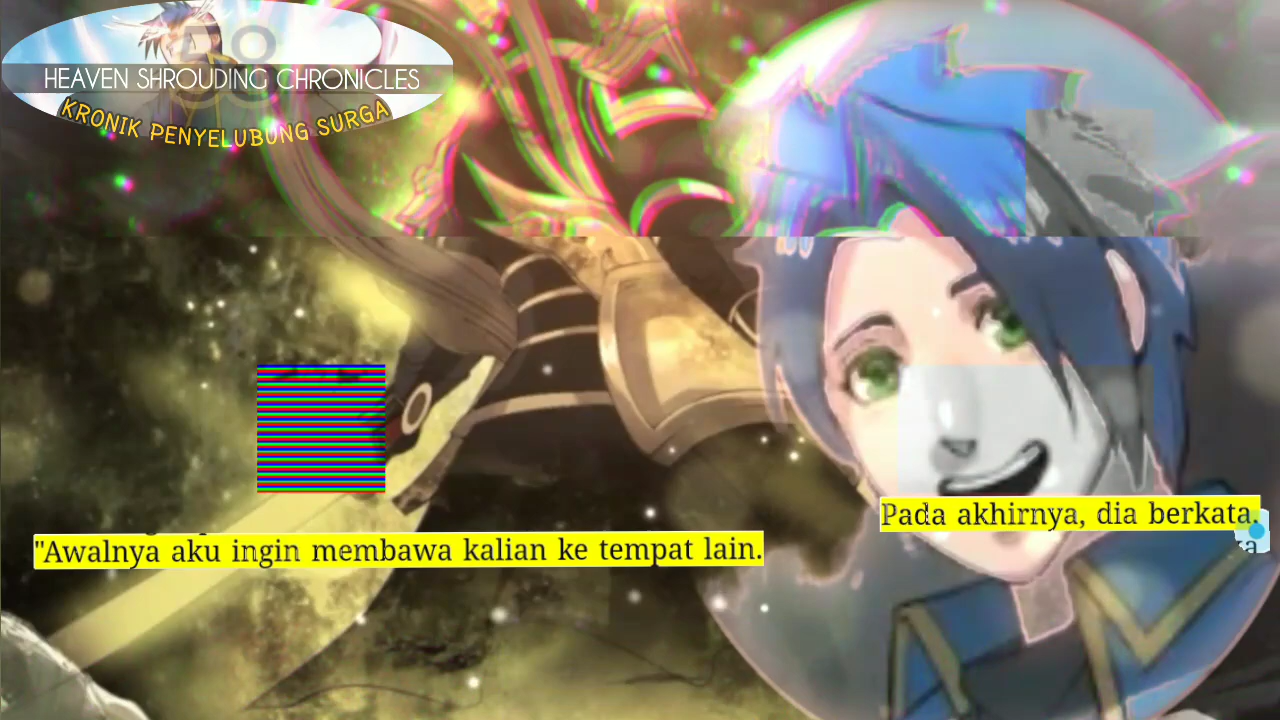 HEAVEN SHROUDING CHRONICLES
KRONIK PENYELUBUNG SURGA
Pada akhirnya, dia berkata.
"Awalnya aku ingin membawa kalian ke tempat lain.